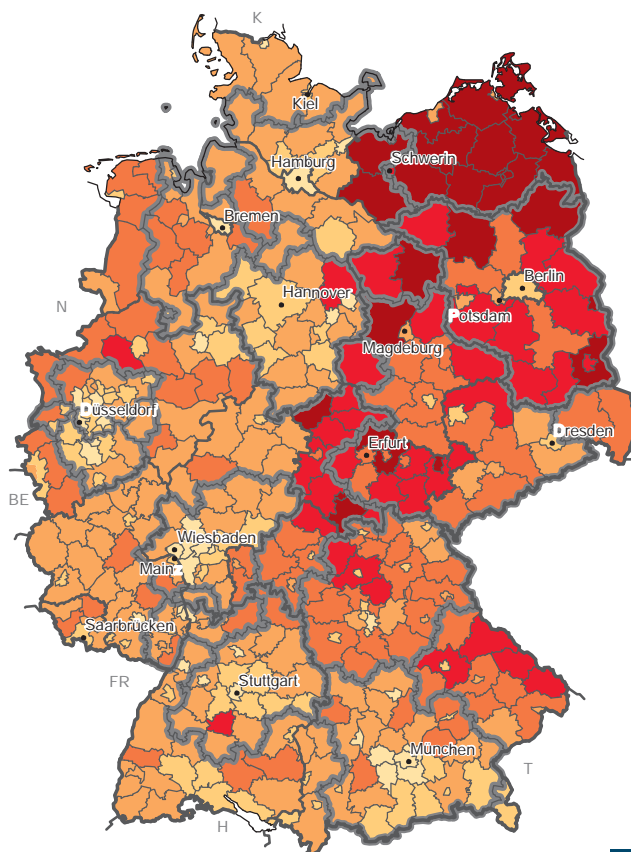 K
Kiel
Hamburg
Schwerin
Bremen
Berlin
Hannover
N
Potsdam
Magdeburg
Düsseldorf
Dresden
Erfurt
BE
Wiesbaden
Mainz
Saarbrücken
FR
Stuttgart
München
T
H